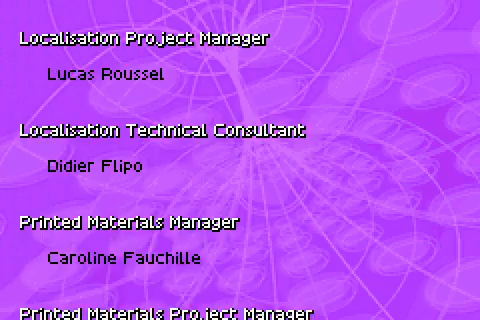 Localisation Project Manager
Lucas Roussel
Localisation Technical Consultant
Didier Flipo
Printed Materials Manager
Caroline Fauchille
Printed Materials Project Manager